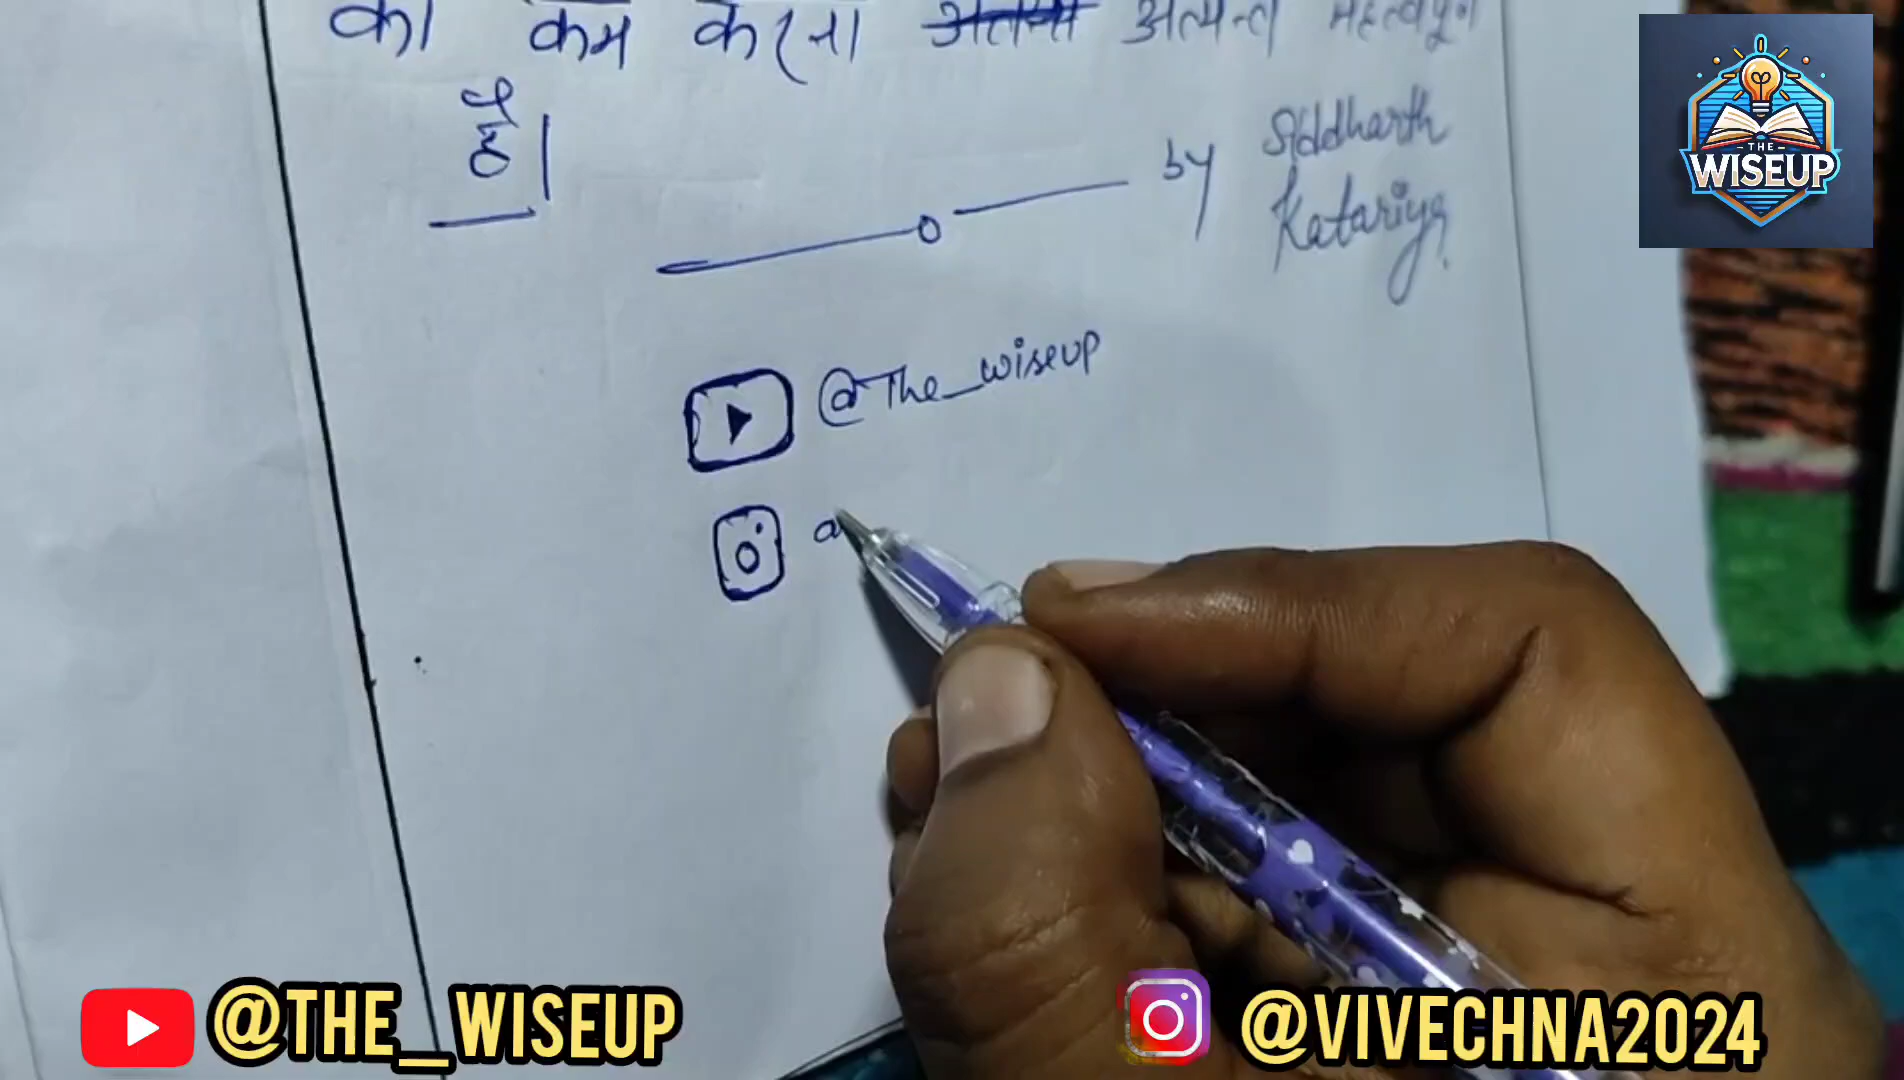 को कम करना अत्यन्त महत्वपूर्ण
है।
by Siddharth
Katariya
THE
WISEUP
@The_wiseup
a
@THE_WISEUP
@VIVECHNA2024